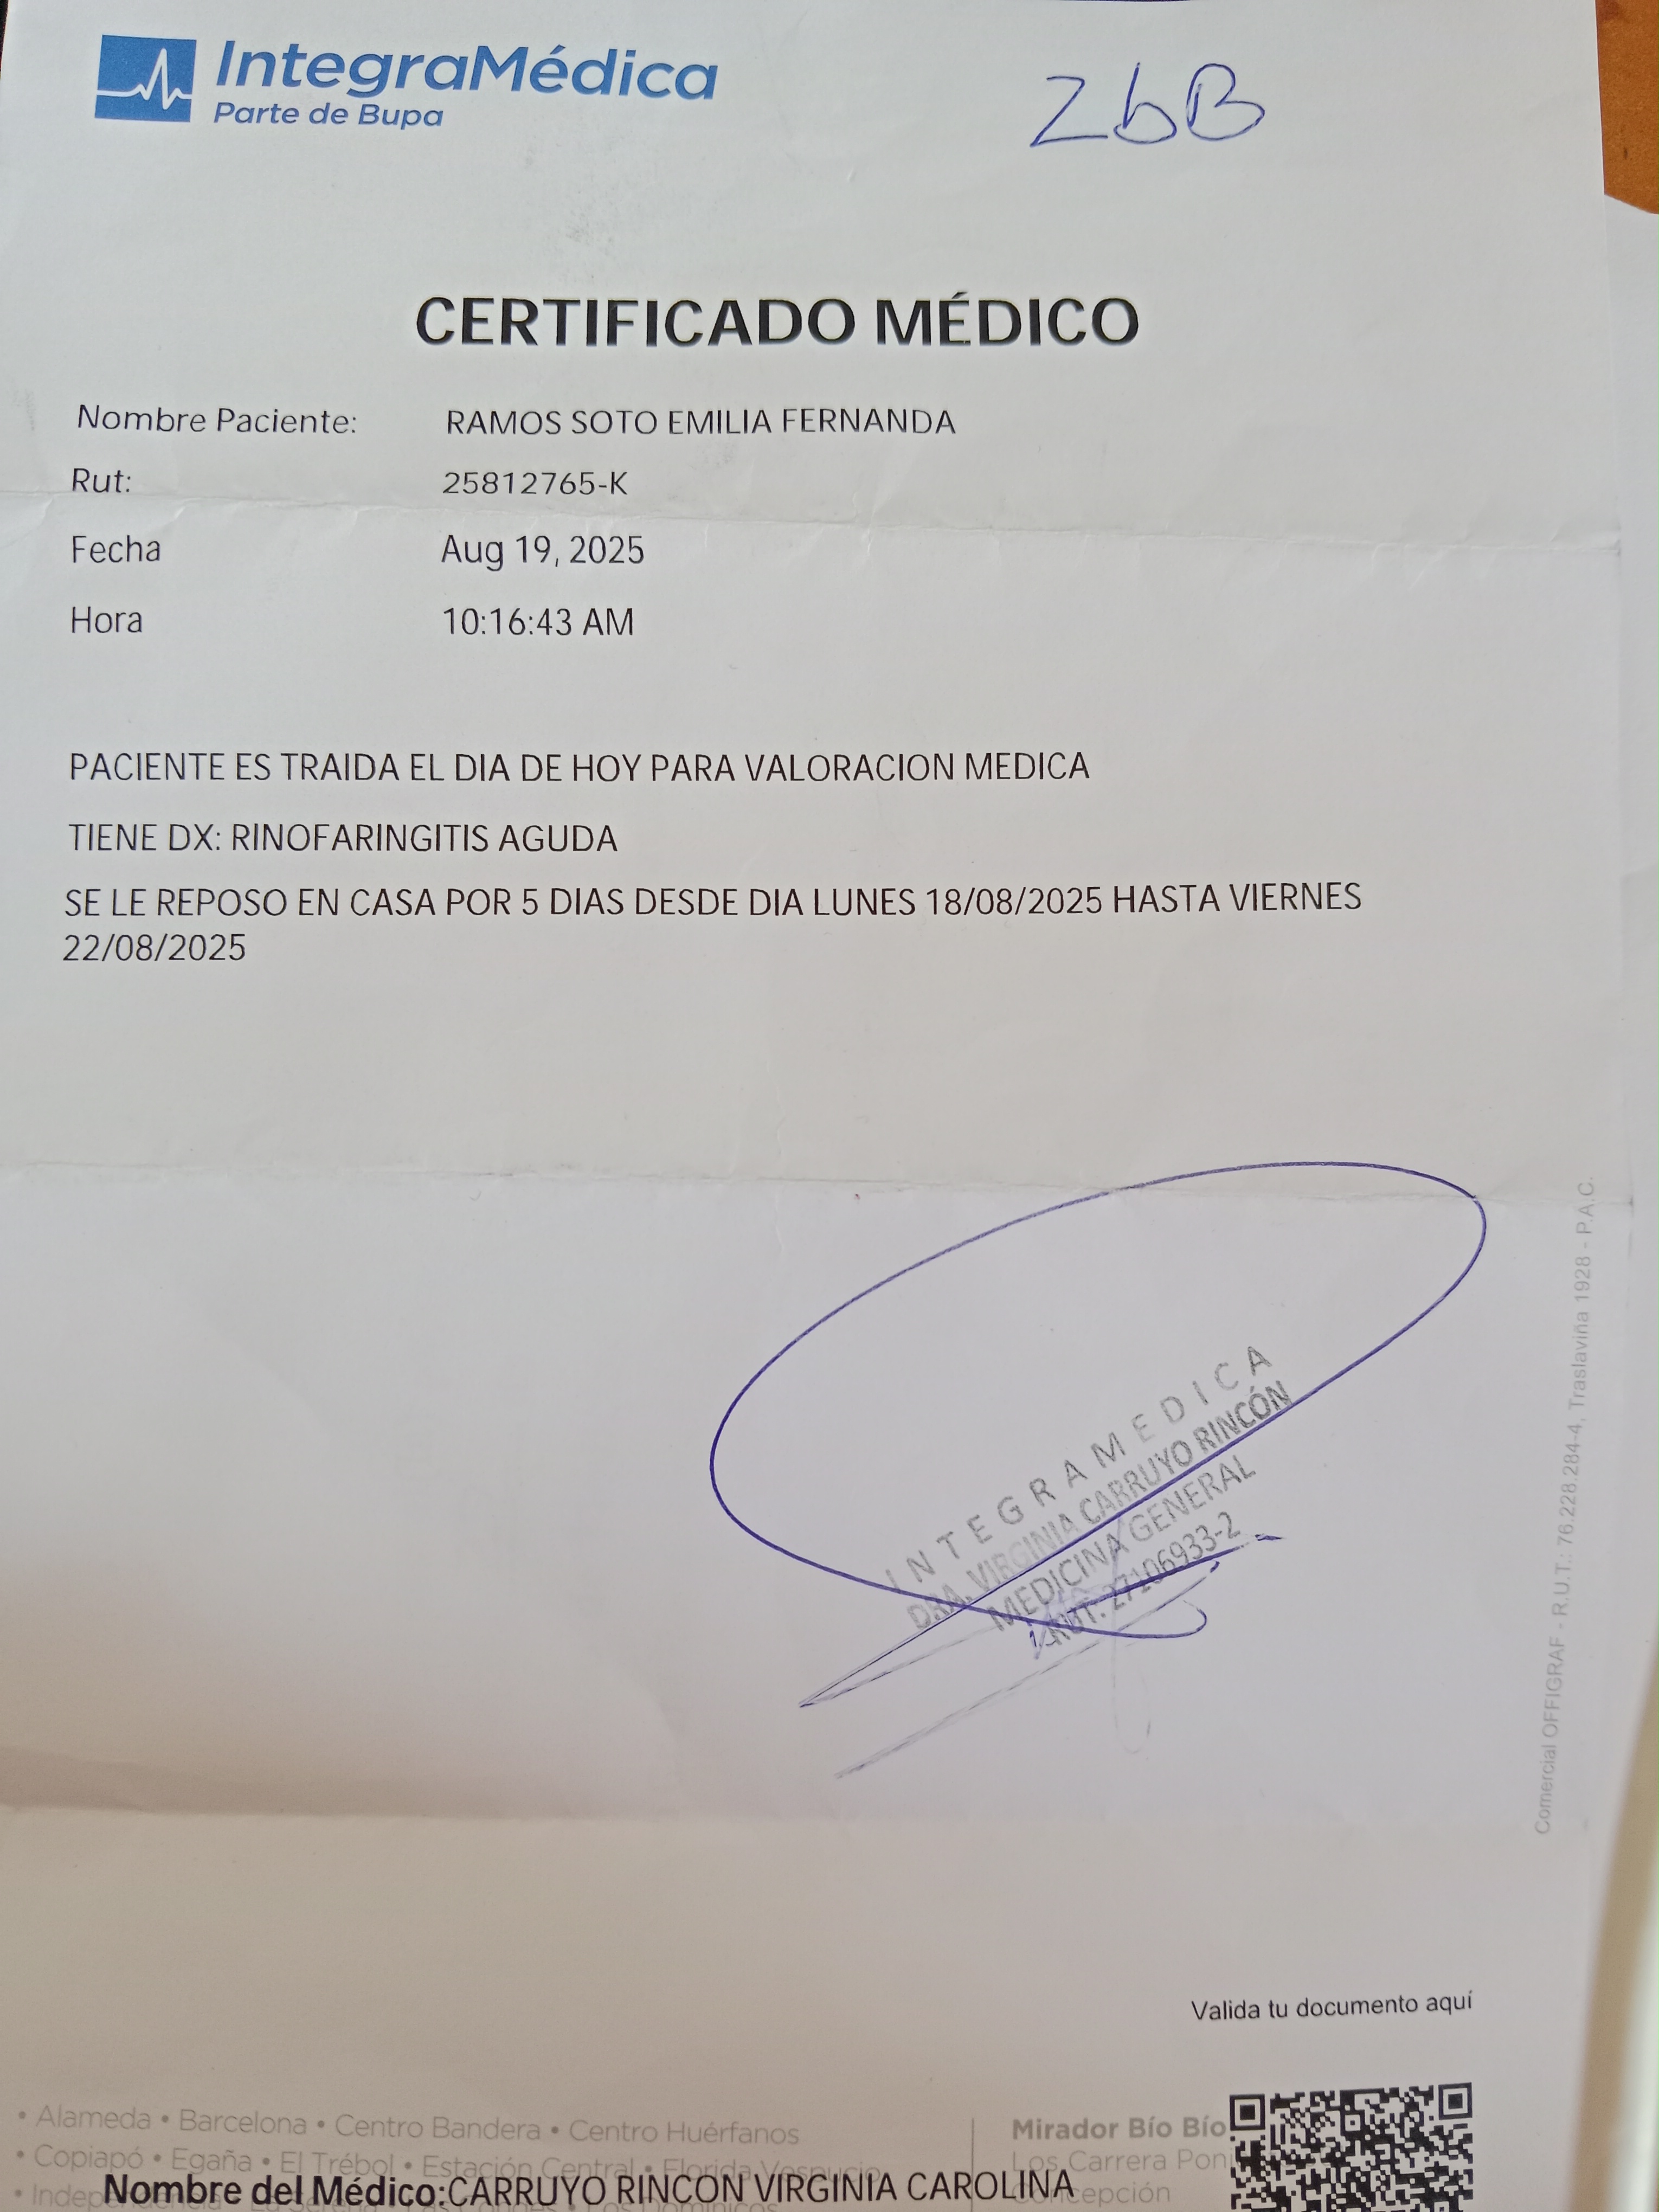 IntegraMédica
Parte de Bupa
ZbB
CERTIFICADO MÉDICO
Nombre Paciente: RAMOS SOTO EMILIA FERNANDA
Rut: 25812765-K
Fecha Aug 19, 2025
Hora 10:16:43 AM
PACIENTE ES TRAIDA EL DIA DE HOY PARA VALORACION MEDICA
TIENE DX: RINOFARINGITIS AGUDA
SE LE REPOSO EN CASA POR 5 DIAS DESDE DIA LUNES 18/08/2025 HASTA VIERNES
22/08/2025
INTEGRAMEDICA
DRA. VIRGINIA CARRUYO RINCÓN
MEDICINA GENERAL
RUT: 27106933-2
Comercial OFFIGRAF - R.U.T.: 76.228.284-4, Traslaviña 1928 - P.A.C.
Valida tu documento aquí
• Alameda • Barcelona • Centro Bandera • Centro Huérfanos
• Copiapó • Egaña • El Trébol • Estación Central • Florida Vespucio
Mirador Bío Bío
Los Carrera
Nombre del Médico:CARRUYO RINCON VIRGINIA CAROLINA